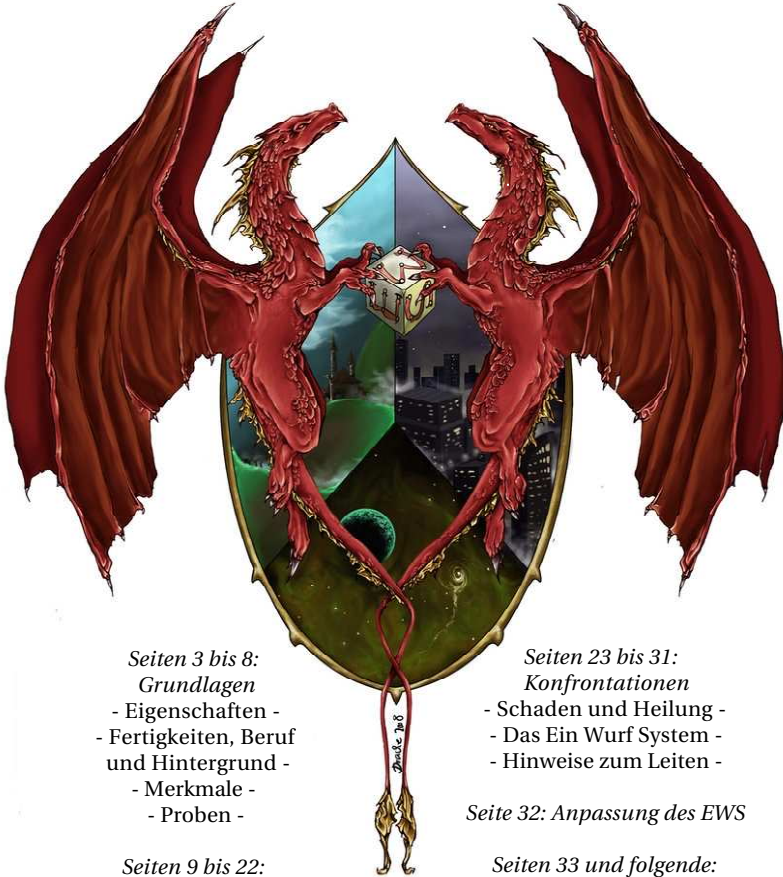 Seiten 3 bis 8:
Grundlagen
- Eigenschaften -
- Fertigkeiten, Beruf
und Hintergrund -
- Merkmale -
- Proben -
Seiten 9 bis 22:
Seiten 23 bis 31:
Konfrontationen
- Schaden und Heilung -
- Das Ein Wurf System -
- Hinweise zum Leiten -
Seite 32: Anpassung des EWS
Seiten 33 und folgende: